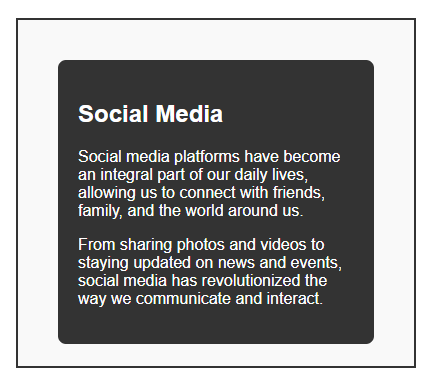 Social Media
Social media platforms have become
an integral part of our daily lives,
allowing us to connect with friends,
family, and the world around us.
From sharing photos and videos to
staying updated on news and events,
social media has revolutionized the
way we communicate and interact.